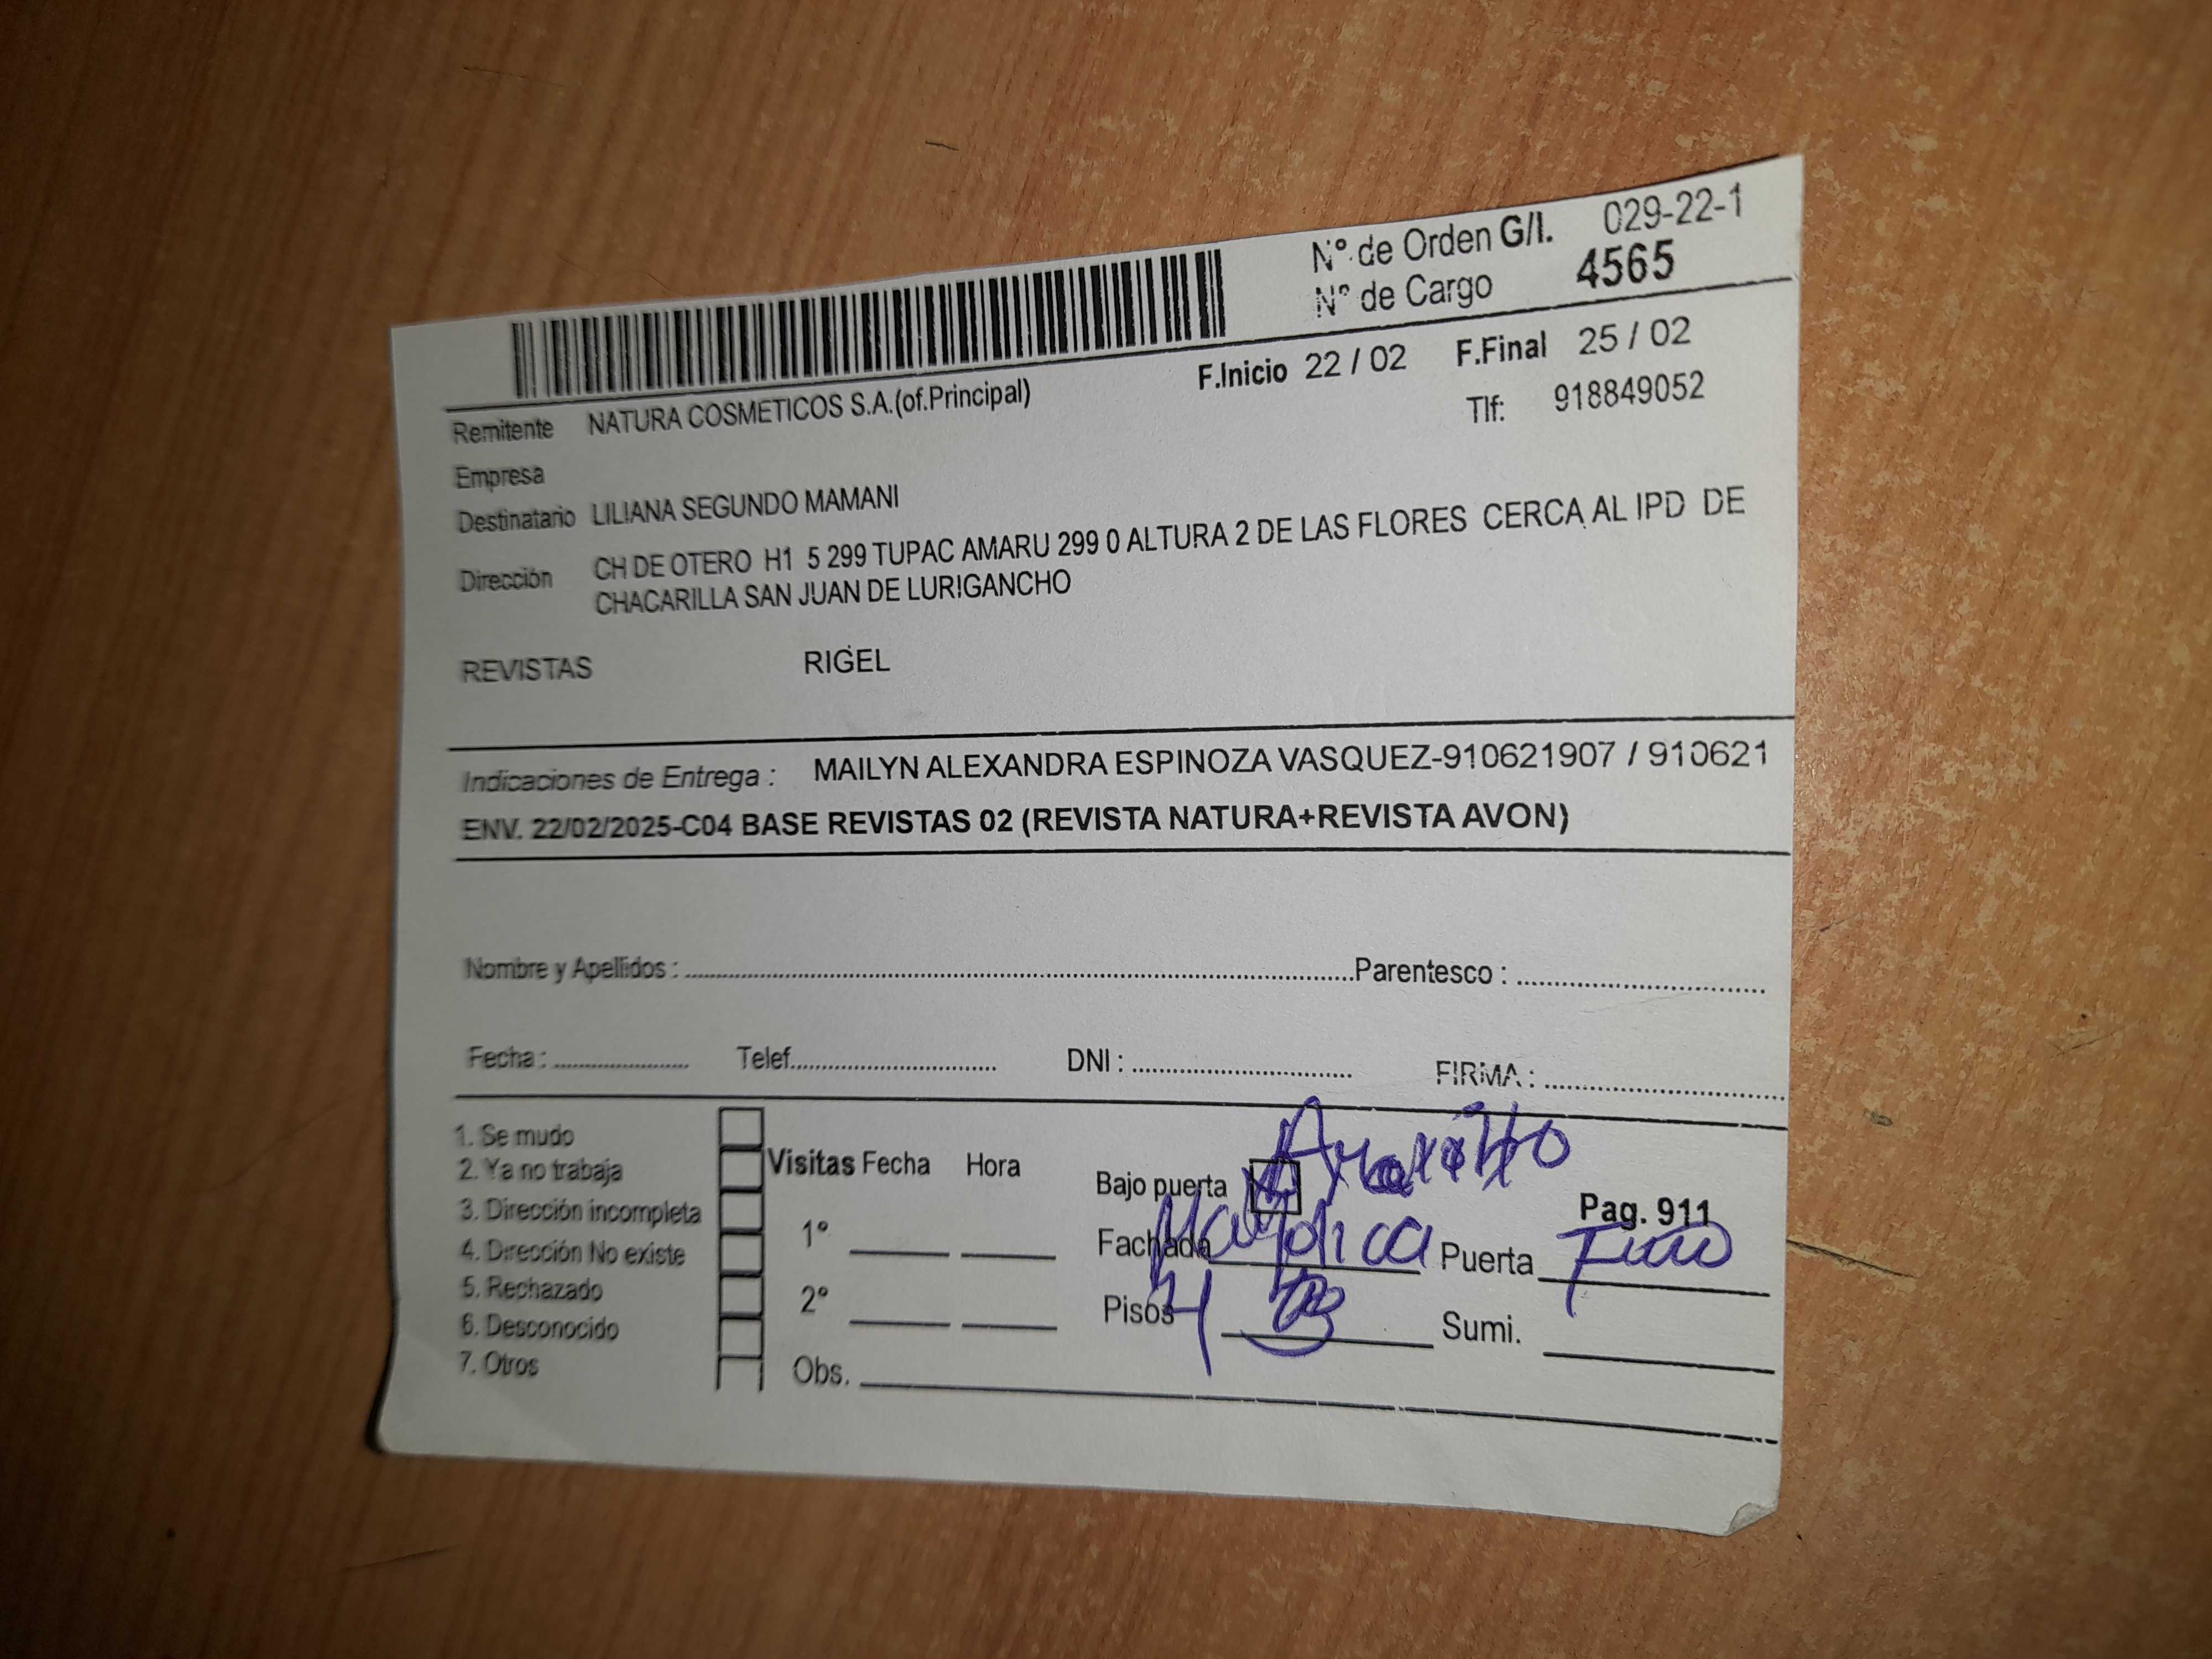 Nº de Orden G/I. 029-22-1
Nº de Cargo 4565
F.Inicio 22 / 02 F.Final 25 / 02
Remitente NATURA COSMETICOS S.A.(of.Principal)
Tlf: 918849052
Empresa
Destinatario LILIANA SEGUNDO MAMANI
Dirección CH DE OTERO H1 5 299 TUPAC AMARU 299 0 ALTURA 2 DE LAS FLORES CERCA AL IPD DE
CHACARILLA SAN JUAN DE LURIGANCHO
REVISTAS RIGEL
Indicaciones de Entrega : MAILYN ALEXANDRA ESPINOZA VASQUEZ-910621907 / 910621
ENV. 22/02/2025-C04 BASE REVISTAS 02 (REVISTA NATURA+REVISTA AVON)
Nombre y Apellidos : Parentesco :
Fecha : Telef. DNI : FIRMA :
1. Se mudo
2. Ya no trabaja
3. Dirección incompleta
4. Dirección No existe
5. Rechazado
6. Desconocido
7. Otros
Visitas Fecha Hora
1º
2º
Obs.
Bajo puerta
Pag. 911
Fachada Puerta
Pisos Sumi.